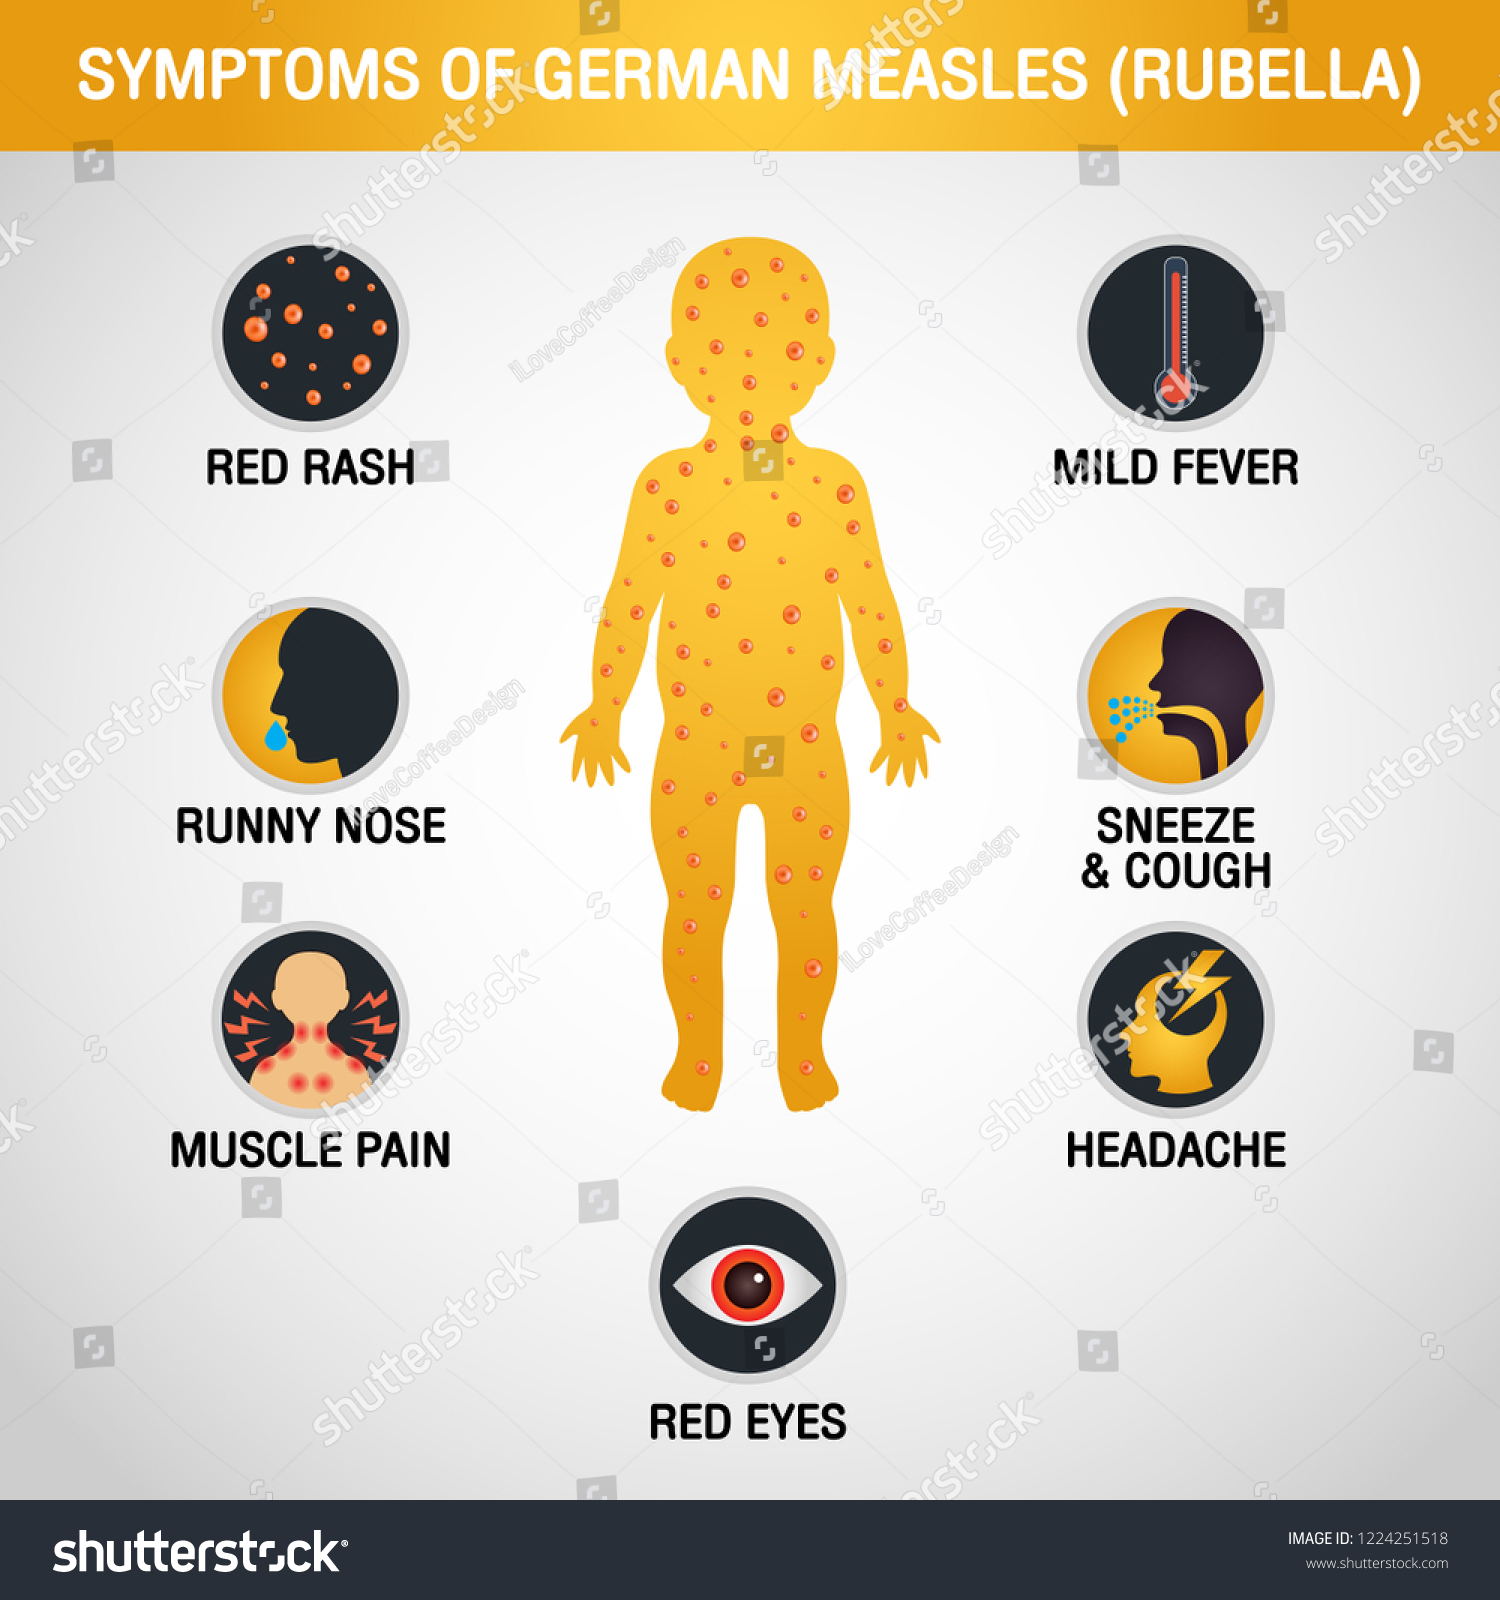 SYMPTOMS OF GERMAN MEASLES (RUBELLA)
RED RASH
MILD FEVER
RUNNY NOSE
SNEEZE
& COUGH
MUSCLE PAIN
HEADACHE
RED EYES
shutterstock
iLoveCoffeeDesign
shutterstock
IMAGE ID: 1224251518
www.shutterstock.com